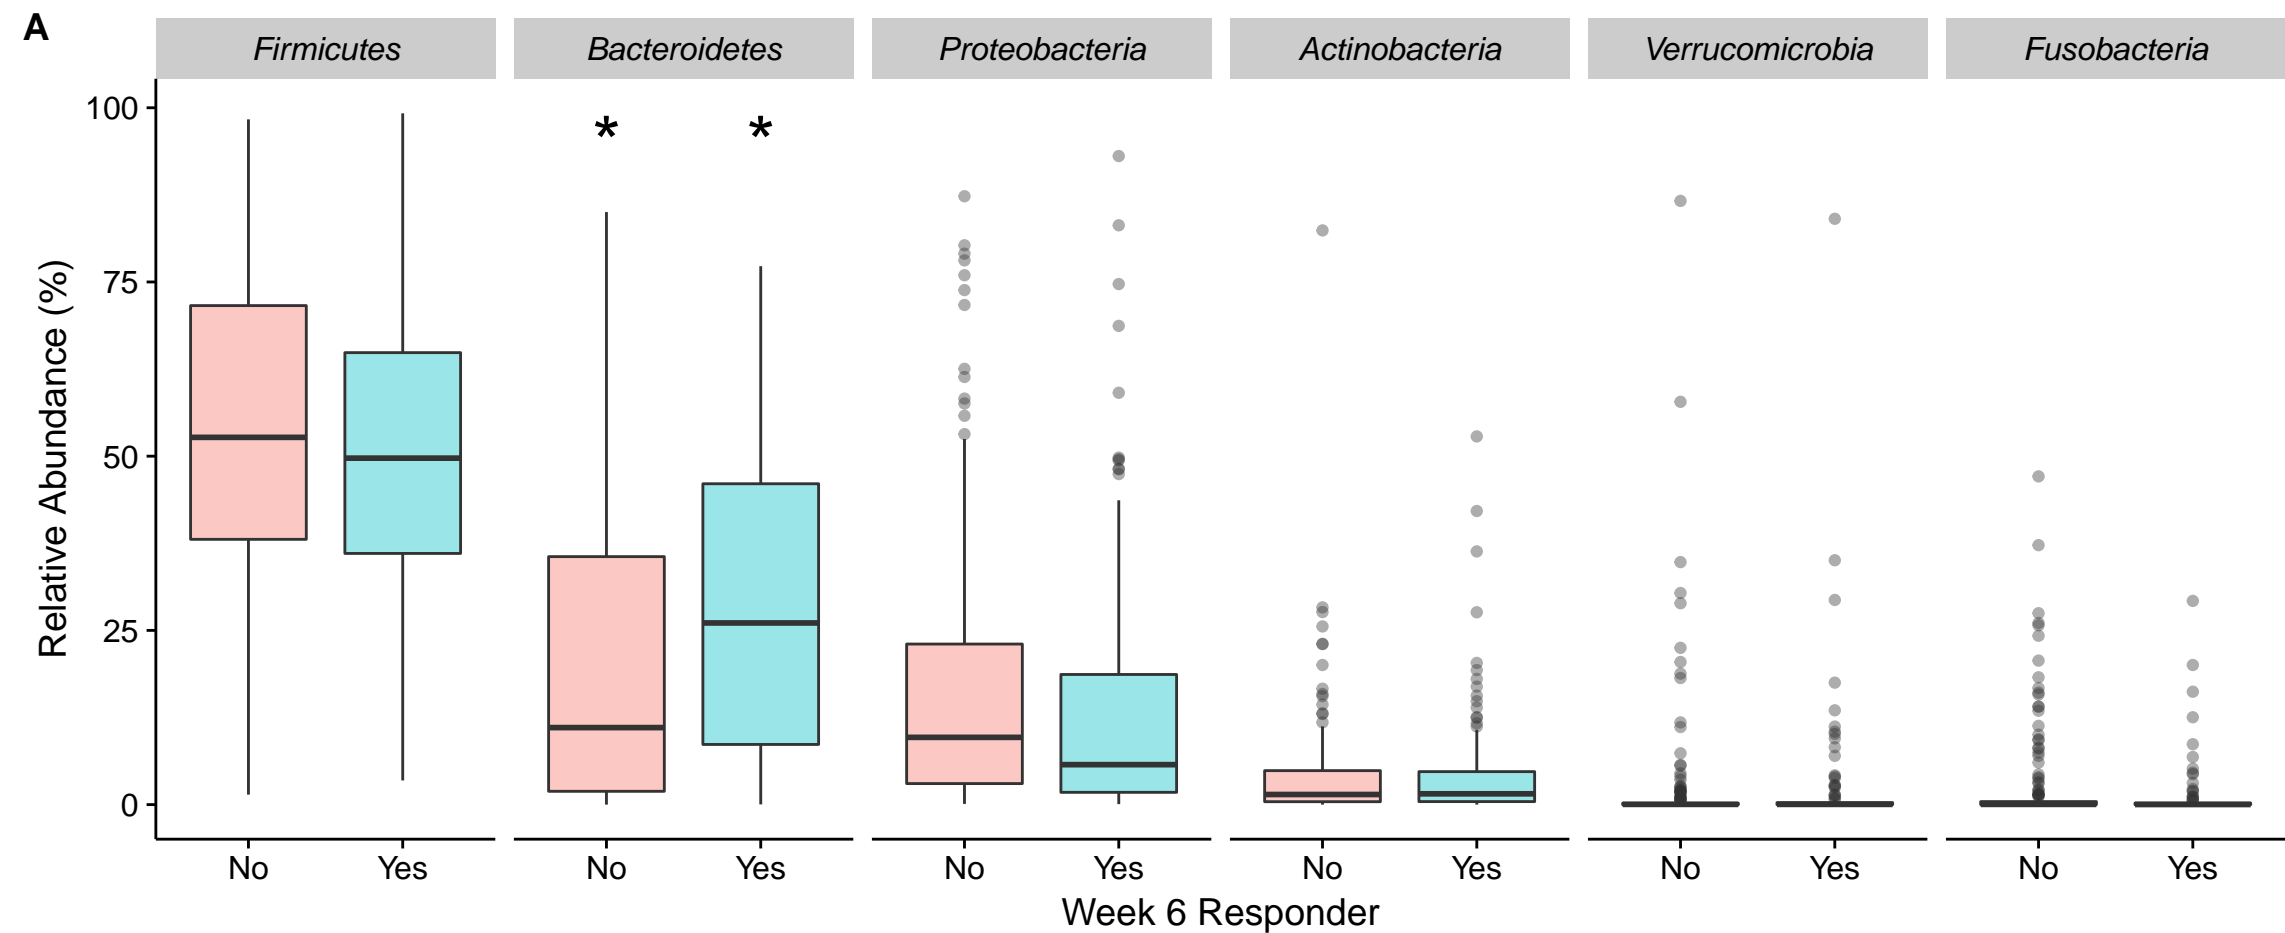 A
Firmicutes Bacteroidetes Proteobacteria Actinobacteria Verrucomicrobia Fusobacteria
100
75
50
25
0
Relative Abundance (%)
* *
No Yes No Yes No Yes No Yes No Yes No Yes
Week 6 Responder